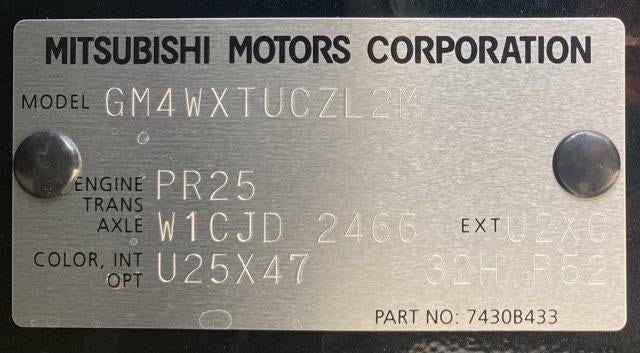 MITSUBISHI MOTORS CORPORATION
MODEL GM4WXTUCZL2M
ENGINE PR25
TRANS
AXLE W1CJD 2466 EXT U2XC
COLOR, INT U25X47 32H P52
OPT
PART NO: 7430B433